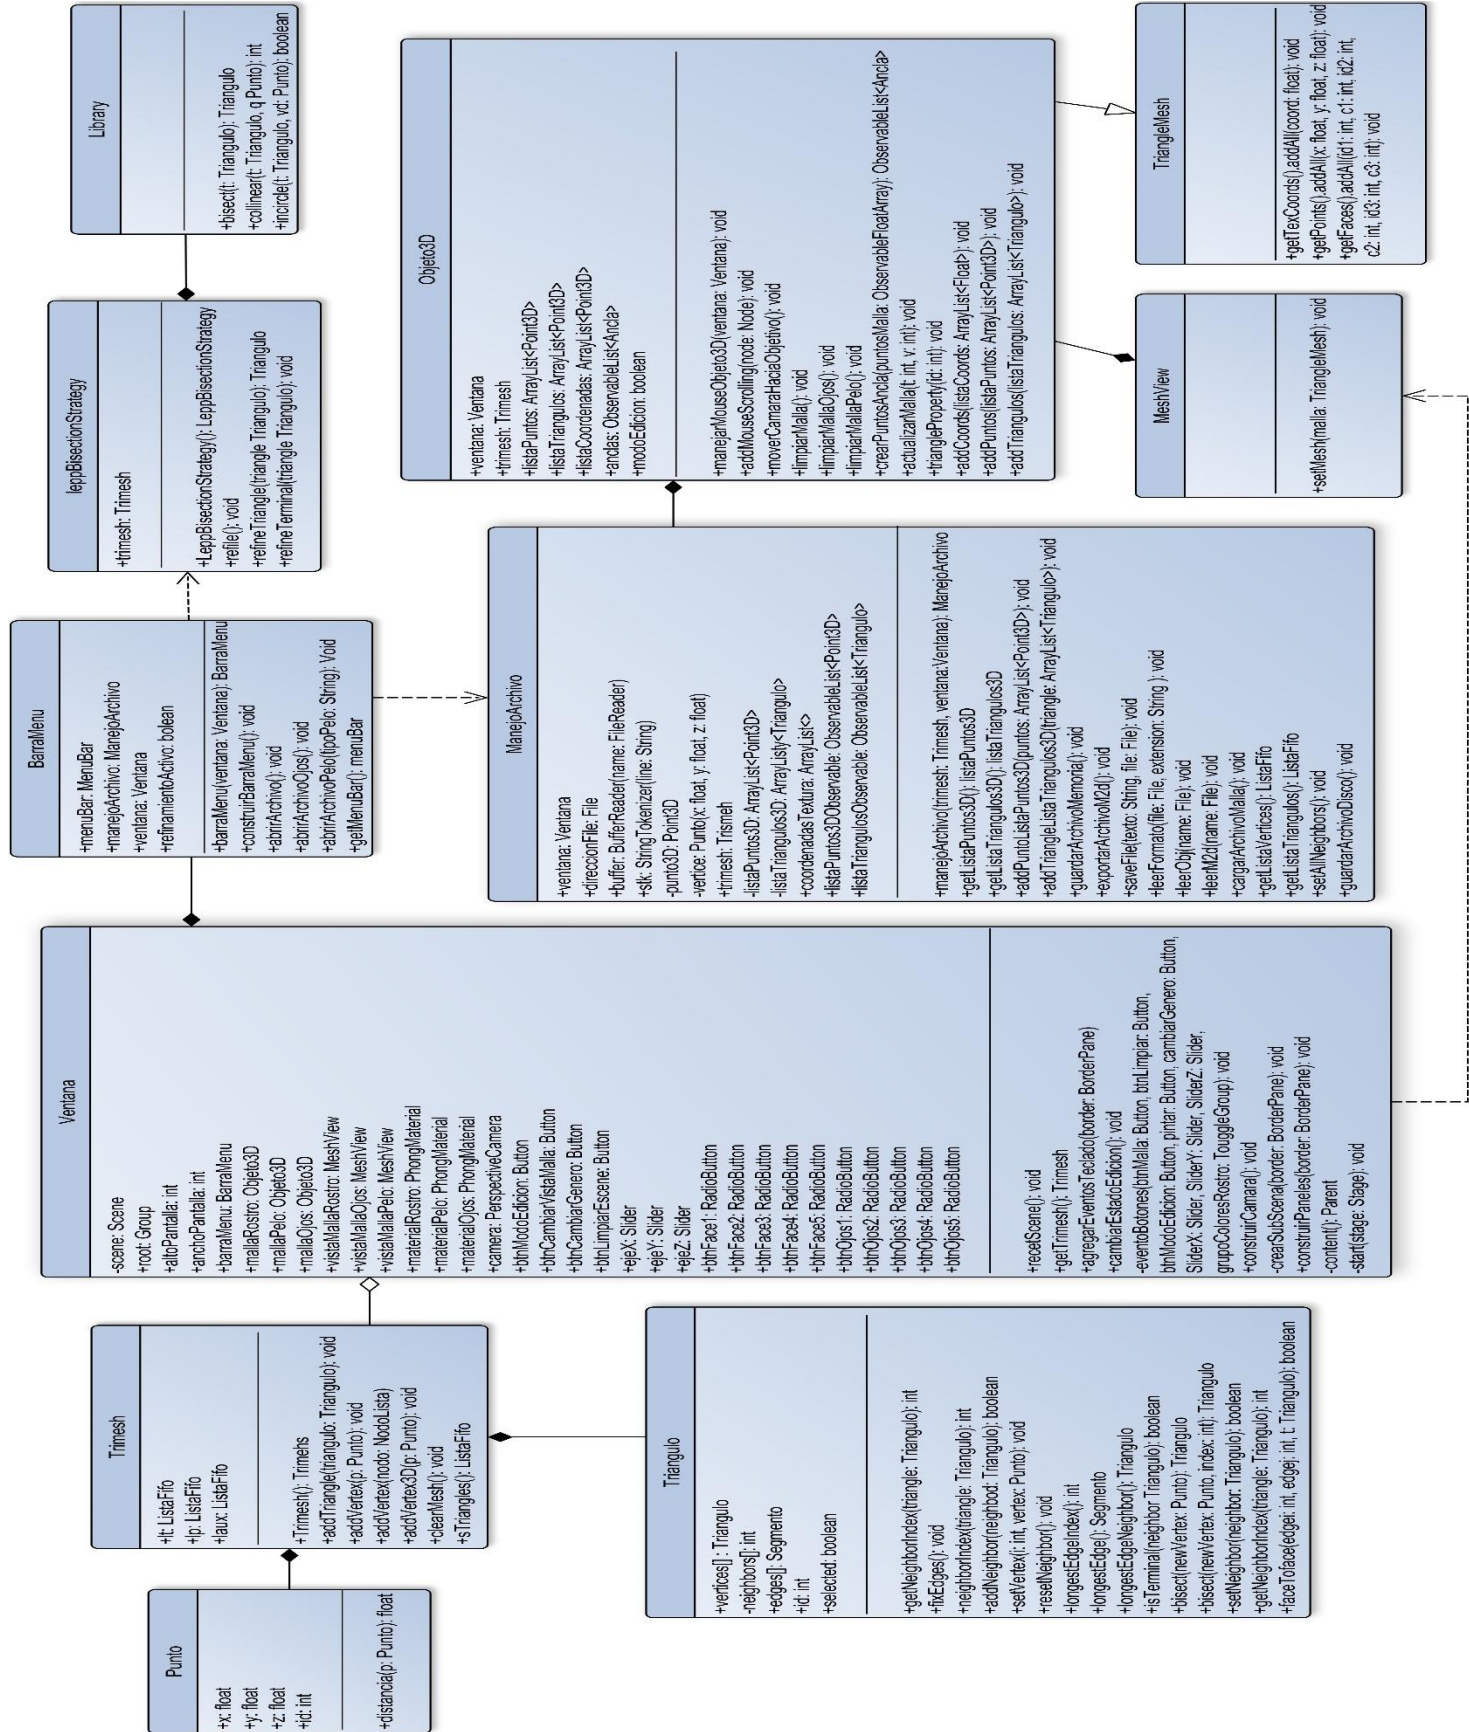 Punto
+x: float
+y: float
+z: float
+id: int
+distancia(p: Punto): float
Trimesh
+lt: ListaFifo
+lp: ListaFifo
+laux: ListaFifo
+Trimesh(): Trimehs
+addTriangle(triangulo: Triangulo): void
+addVertex(p: Punto): void
+addVertex(nodo: NodoLista)
+addVertex3D(p: Punto): void
+clearMesh(): void
+sTriangles(): ListaFifo
Triangulo
+vertices[] : Triangulo
-neighbors[]: int
+edges[]: Segmento
+id: int
+selected: boolean
+getNeighborIndex(triangle: Triangulo): int
+fixEdges(): void
+neighborIndex(triangle: Triangulo): int
+addNeighbor(neighbod: Triangulo): boolean
+setVertex(i: int, vertex: Punto): void
+resetNeighbor(): void
+longestEdgeIndex(): int
+longestEdge(): Segmento
+longestEdgeNeighbor(): Triangulo
+isTerminal(neighbor Triangulo): boolean
+bisect(newVertex: Punto): Triangulo
+bisect(newVertex: Punto, index: int): Triangulo
+setNeighbor(neighbor: Triangulo): boolean
+getNeighborIndex(triangle: Triangulo): int
+faceToface(edgei: int, edgej: int, t: Triangulo): boolean
Ventana
-scene: Scene
+root: Group
+altoPantalla: int
+anchoPantalla: int
+barraMenu: BarraMenu
+mallaRostro: Objeto3D
+mallaPelo: Objeto3D
+mallaOjos: Objeto3D
+vistaMallaRostro: MeshView
+vistaMallaOjos: MeshView
+vistaMallaPelo: MeshView
+materialRostro: PhongMaterial
+materialPelo: PhongMaterial
+materialOjos: PhongMaterial
+camera: PerspectiveCamera
+btnModoEdicion: Button
+btnCambiarVistaMalla: Button
+btnCambiarGenero: Button
+btnLimpiarEscene: Button
+ejeX: Slider
+ejeY: Slider
+ejeZ: Slider
+btnFace1: RadioButton
+btnFace2: RadioButton
+btnFace3: RadioButton
+btnFace4: RadioButton
+btnFace5: RadioButton
+btnOjos1: RadioButton
+btnOjos2: RadioButton
+btnOjos3: RadioButton
+btnOjos4: RadioButton
+btnOjos5: RadioButton
+recetScene(): void
+getTrimesh(): Trimesh
+agregarEventosTeclado(border: BorderPane)
+cambiarEstadoEdicion(): void
-eventoBotones(btnMalla: Button, btnLimpiar: Button,
btnModoEdition: Button, pintar: Button, cambiarGenero: Button,
SliderX: Slider, SliderY: Slider, SliderZ: Slider,
grupoColoresRostro: TouggleGroup): void
+construirCamara(): void
-crearSubScena(border: BorderPane): void
+construirPaneles(border: BorderPane): void
-content(): Parent
-start(stage: Stage): void
BarraMenu
+menuBar: MenuBar
+manejoArchivo: ManejoArchivo
+ventana: Ventana
+refinamientoActivo: bolean
+barraMenu(ventana: Ventana): BarraMenu
+construirBarraMenu(): void
+abrirArchivo(): void
+abrirArchivoOjos(): void
+abrirArchivoPelo(tipoPelo: String): Void
+getMenuBar(): menuBar
ManejoArchivo
+ventana: Ventana
+direccionFile: File
+buffer: BufferReader(name: FileReader)
+stk: StringTokenizer(line: String)
-punto3D: Point3D
-vertice: Punto(x: float, y: float, z: float)
+trimesh: Trismeh
-listaPuntos3D: ArrayList<Point3D>
-listaTriangulos3D: ArrayListy<Triangulo>
+coordenadasTextura: ArrayList<>
+listaPuntos3DObservable: ObservableList<Point3D>
+listaTriangulosObservable: ObservableList<Triangulo>
+manejoArchivo(trimesh: Trimesh, ventana:Ventana): ManejoArchivo
+getListaPuntos3D(): listaPuntos3D
+getListaTriangulos3D(): listaTriangulos3D
+addPuntoListaPuntos3D(puntos: ArrayList<Point3D>): void
+addTriangleListaTriangulos3D(triangle: ArrayList<Triangulo>): void
+guardarArchivoMemoria(): void
+exportarArchivoM2d(): void
+saveFile(texto: String, file: File): void
+leerFormato(file: File, extension: String ): void
+leerObj(name: File): void
+leerM2d(name: File): void
+cargarArchivoMalla(): void
+getListaVertices(): ListaFifo
+getListaTriangulos(): ListaFifo
+setAllNeighbors(): void
+guardarArchivoDisco(): void
leppBisectionStrategy
+trimesh: Trimesh
+LeppBisectionStrategy(): LeppBisectionStrategy
+refile(): void
+refineTriangle(triangle Triangulo): Triangulo
+refineTerminal(triangle Triangulo): void
Library
+bisect(t: Triangulo): Triangulo
+collinear(t: Triangulo, q Punto): int
+incircle(t: Triangulo, vd: Punto): boolean
Objeto3D
+ventana: Ventana
+trimesh: Trimesh
+listaPuntos: ArrayList<Point3D>
+listaTriangulos: ArrayList<Point3D>
+listaCoordenadas: ArrayList<Point3D>
+anclas: ObservableList<Ancla>
+modoEdicion: boolean
+manejarMouseObjeto3D(ventana: Ventana): void
+addMouseScrolling(node: Node): void
+moverCamaraHaciaObjetivo(): void
+limpiarMalla(): void
+limpiarMallaOjos(): void
+limpiarMallaPelo(): void
+crearPuntosAncla(puntosMalla: ObservableFloatArray): ObservableList<Ancla>
+actualizarMalla(t: int, v: int): void
+triangleProperty(id: int): void
+addCoords(listaCoords: ArrayList<Float>): void
+addPuntos(listaPuntos: ArrayList<Point3D>): void
+addTriangulos(listaTriangulos: ArrayList<Triangulo>): void
MeshView
+setMesh(malla: TriangleMesh): void
TriangleMesh
+getTexCoords().addAll(coord: float): void
+getPoints().addAll(x: float, y: float, z: float): void
+getFaces().addAll(id1: int, c1: int, id2: int,
c2: int, id3: int, c3: int): void